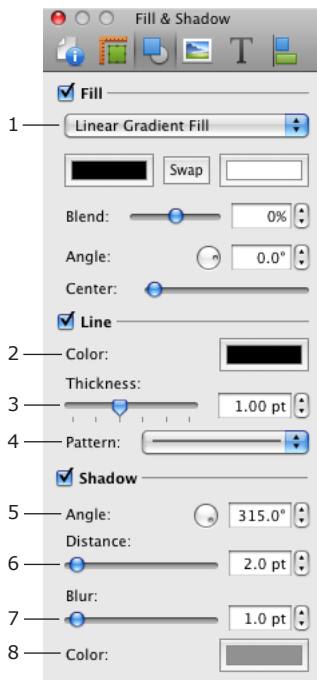 Fill & Shadow
T
Fill
1 Linear Gradient Fill
Swap
Blend: 0%
Angle: 0.0°
Center:
Line
2 Color:
Thickness:
3 1.00 pt
4 Pattern:
Shadow
5 Angle: 315.0°
Distance:
6 2.0 pt
Blur:
7 1.0 pt
8 Color: